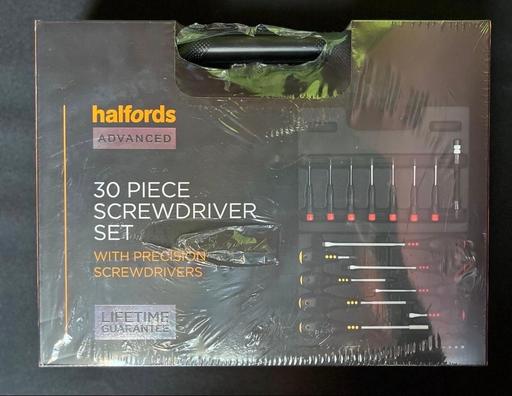 halfords
ADVANCED
30 PIECE
SCREWDRIVER
SET
WITH PRECISION
SCREWDRIVERS
LIFETIME
GUARANTEE